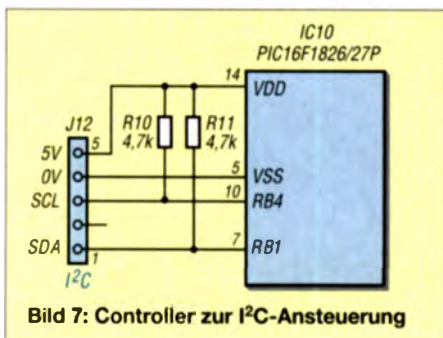 IC10
PIC16F1826/27P
14
VDD
J12
R10
4,7k
R11
4,7k
5V
5
0V
5
VSS
SCL
10
RB4
SDA
1
7
RB1
I²C
Bild 7: Controller zur I²C-Ansteuerung